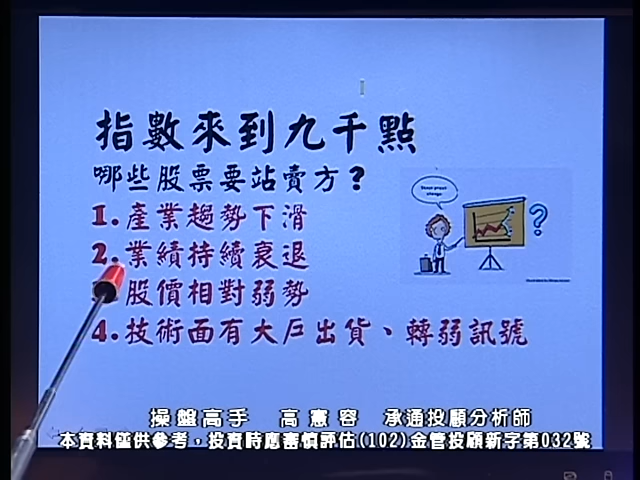 指數來到九千點
哪些股票要站賣方？
1.產業趨勢下滑
2.業績持續衰退
股價相對弱勢
4.技術面有大戶出貨、轉弱訊號
?
操盤高手 高憲容 承通投顧分析師
本資料僅供參考，投資時應審慎評估(102)金管投顧新字第032號